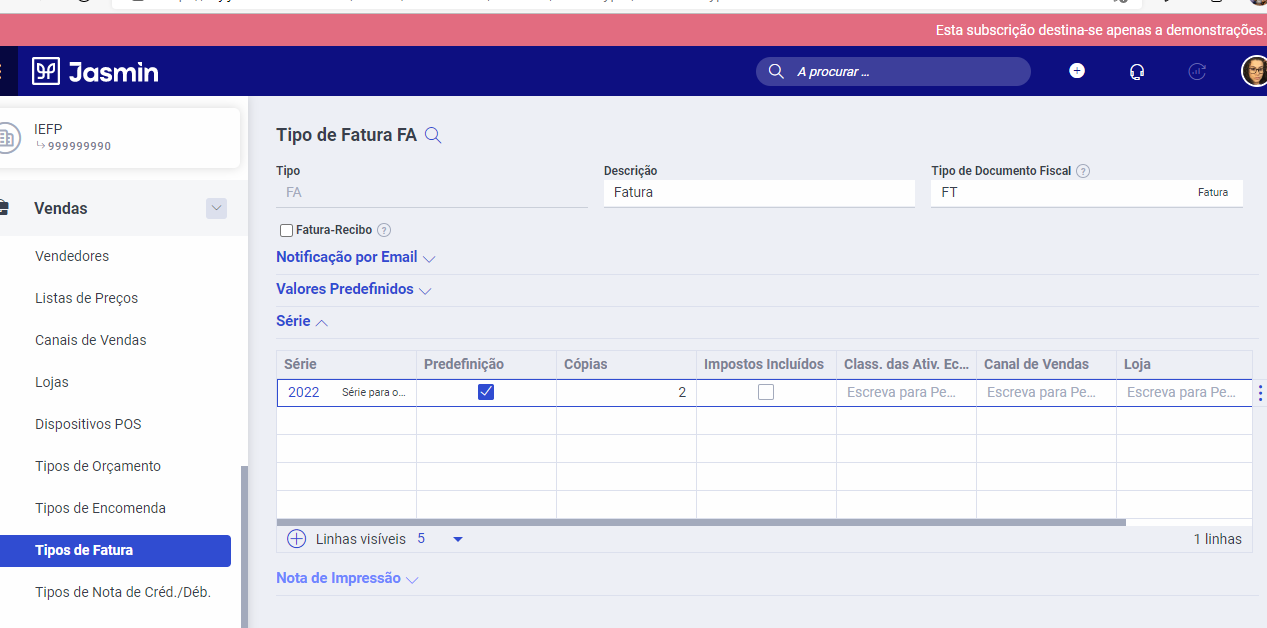 Esta subscrição destina-se apenas a demonstrações.
Jasmin
A procurar ...
IEFP
999999990
Vendas
Vendedores
Listas de Preços
Canais de Vendas
Lojas
Dispositivos POS
Tipos de Orçamento
Tipos de Encomenda
Tipos de Fatura
Tipos de Nota de Créd./Déb.
Tipo de Fatura FA
Tipo Descrição Tipo de Documento Fiscal ?
FA Fatura FT Fatura
Fatura-Recibo ?
Notificação por Email
Valores Predefinidos
Série
Série Predefinição Cópias Impostos Incluídos Class. das Ativ. Ec... Canal de Vendas Loja
2022 Série para o... 2 Escreva para Pe... Escreva para Pe... Escreva para Pe...
Linhas visíveis 5 1 linhas
Nota de Impressão